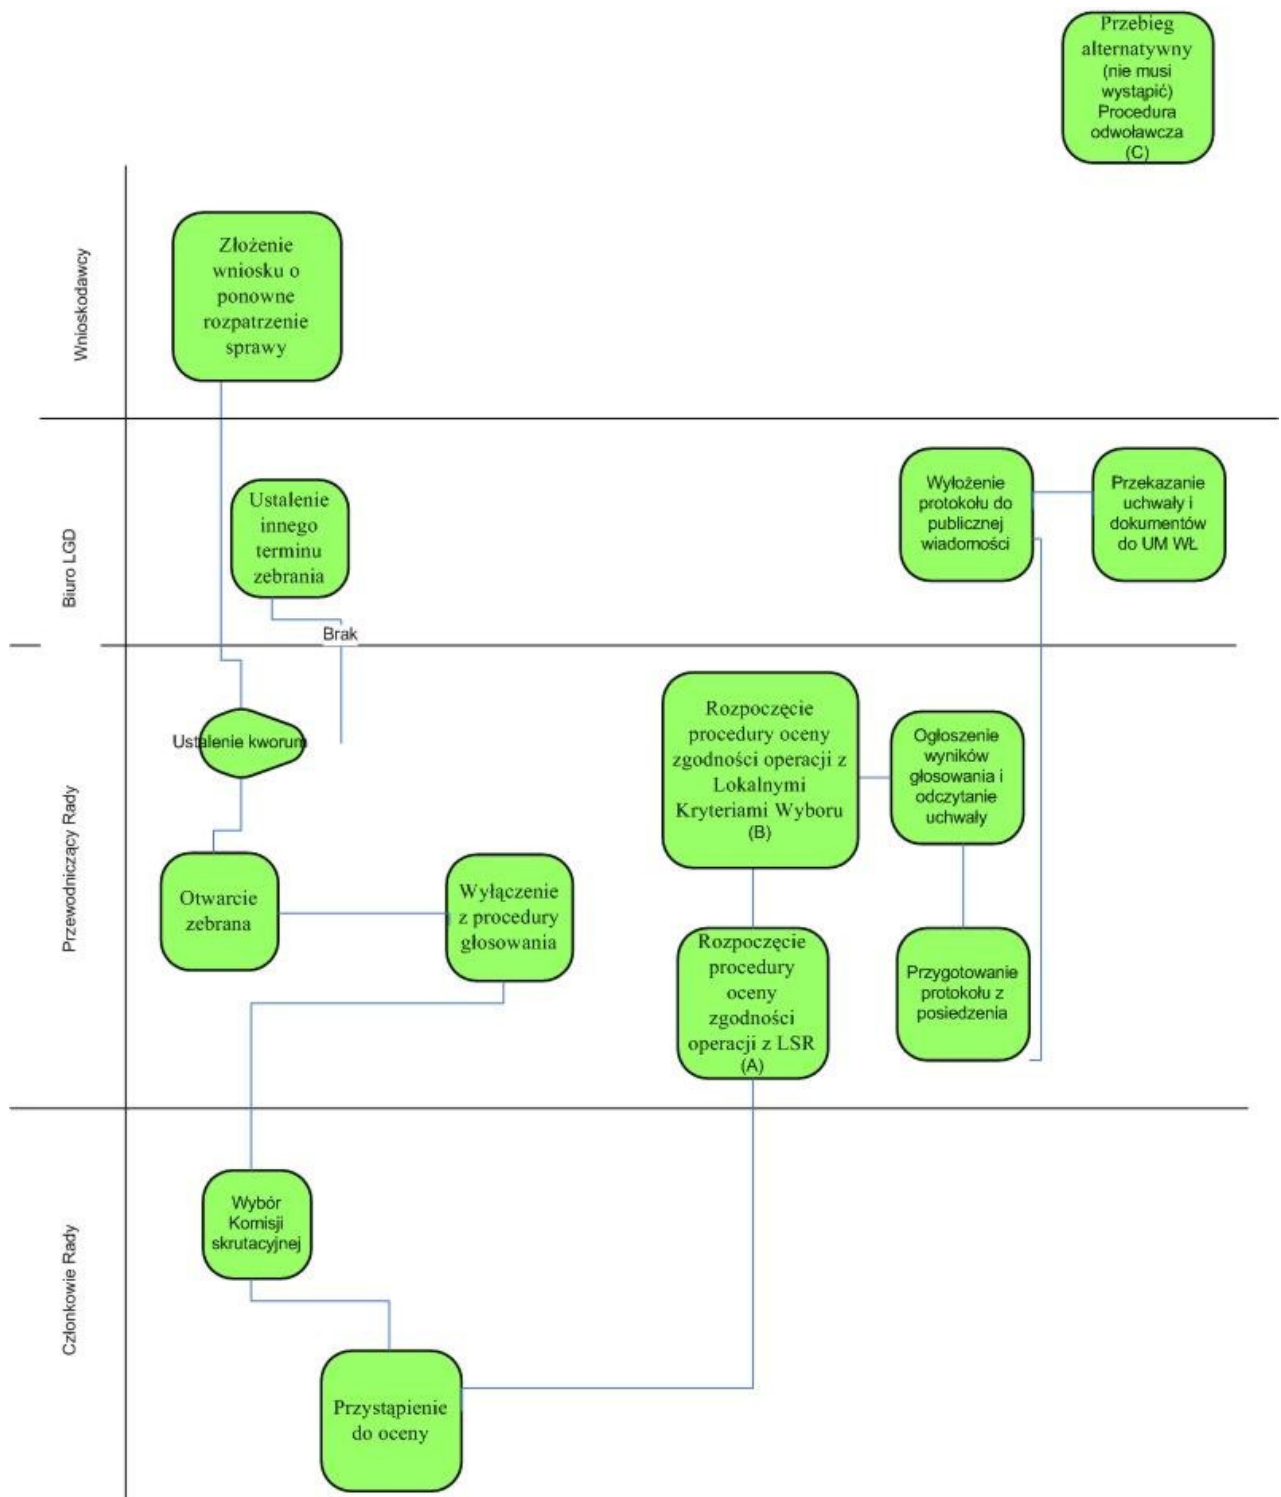 Przebieg
alternatywny
(nie musi
wystąpić)
Procedura
odwoławcza
(C)
Wnioskodawcy
Złożenie
wniosku o
ponowne
rozpatrzenie
sprawy
Biuro LGD
Ustalenie
innego
terminu
zebrania
Brak
Wyłożenie
protokołu do
publicznej
wiadomości
Przekazanie
uchwały i
dokumentów
do UM WŁ
Przewodniczący Rady
Ustalenie kworum
Otwarcie
zebrana
Wyłączenie
z procedury
głosowania
Rozpoczęcie
procedury oceny
zgodności operacji z
Lokalnymi
Kryteriami Wyboru
(B)
Ogłoszenie
wyników
głosowania i
odczytanie
uchwały
Rozpoczęcie
procedury
oceny
zgodności
operacji z LSR
(A)
Przygotowanie
protokołu z
posiedzenia
Członkowie Rady
Wybór
Komisji
skrutacyjnej
Przystąpienie
do oceny